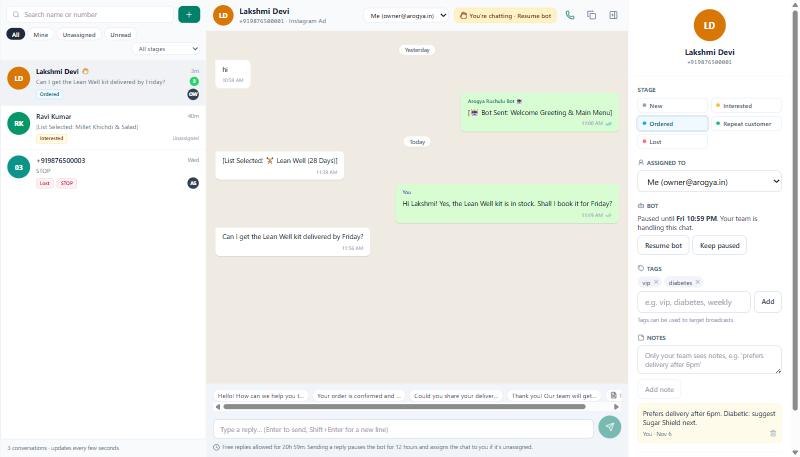 Search name or number
+
All
Mine
Unassigned
Unread
All stages
LD
Lakshmi Devi
3m
Can I get the Lean Well kit delivered by Friday?
Ordered
OW
RK
Ravi Kumar
40m
[List Selected: Millet Khichdi & Salad]
Interested
Unassigned
03
+919876500003
Wed
STOP
Lost
STOP
AS
3 conversations · updates every few seconds
LD
Lakshmi Devi
+919876500001 · Instagram Ad
Me (owner@arogya.in)
You're chatting · Resume bot
Yesterday
hi
10:58 AM
Arogya Ruchulu Bot
[ Bot Sent: Welcome Greeting & Main Menu]
11:00 AM
Today
[List Selected: Lean Well (28 Days)]
You
Hi Lakshmi! Yes, the Lean Well kit is in stock. Shall I book it for Friday?
Can I get the Lean Well kit delivered by Friday?
11:56 AM
Hello! How can we help you t...
Your order is confirmed and ...
Could you share your deliver...
Thank you! Our team will get...
Type a reply... (Enter to send, Shift+Enter for a new line)
Free replies allowed for 20h 59m. Sending a reply pauses the bot for 12 hours and assigns the chat to you if it's unassigned.
LD
Lakshmi Devi
+919876500001
STAGE
New
Interested
Ordered
Repeat customer
Lost
ASSIGNED TO
Me (owner@arogya.in)
BOT
Paused until Fri 10:59 PM. Your team is
handling this chat.
Resume bot
Keep paused
TAGS
vip ×
diabetes ×
e.g. vip, diabetes, weekly
Add
Tags can be used to target broadcasts.
NOTES
Only your team sees notes, e.g. 'prefers
delivery after 6pm'
Add note
Prefers delivery after 6pm. Diabetic: suggest
Sugar Shield next.
You · Nov 6